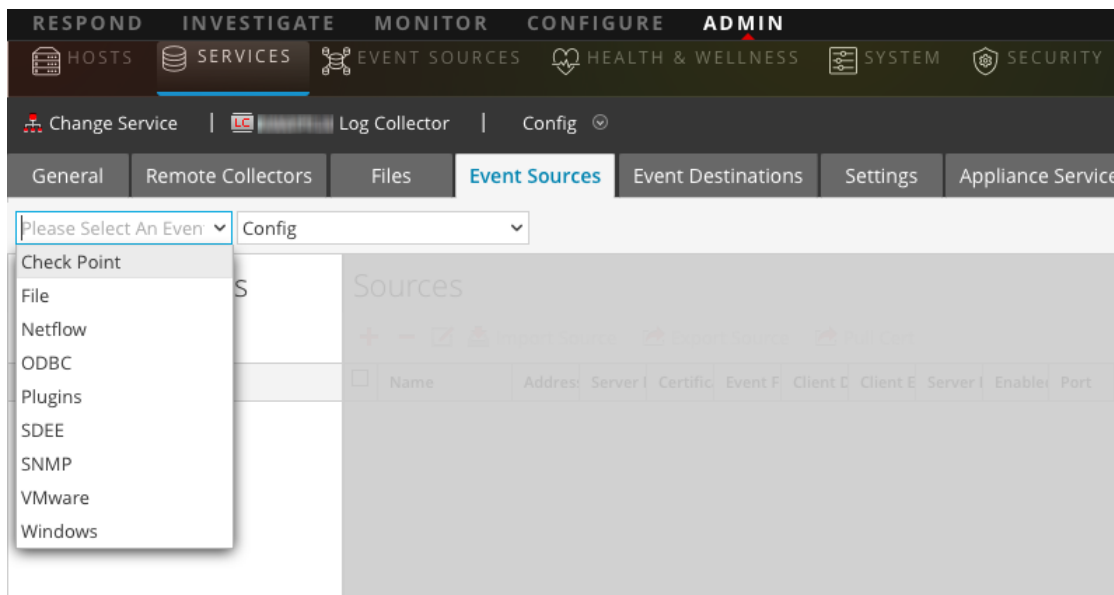 RESPOND INVESTIGATE MONITOR CONFIGURE ADMIN
HOSTS SERVICES EVENT SOURCES HEALTH & WELLNESS SYSTEM SECURITY
Change Service | LC Log Collector | Config
General Remote Collectors Files Event Sources Event Destinations Settings Appliance Service
Please Select An Even Config
Check Point
s Sources
File
Netflow
Import Source Export Source Pull Cert
ODBC
Name Address Server Certific Event F Client D Client E Server Enabled Port
Plugins
SDEE
SNMP
VMware
Windows